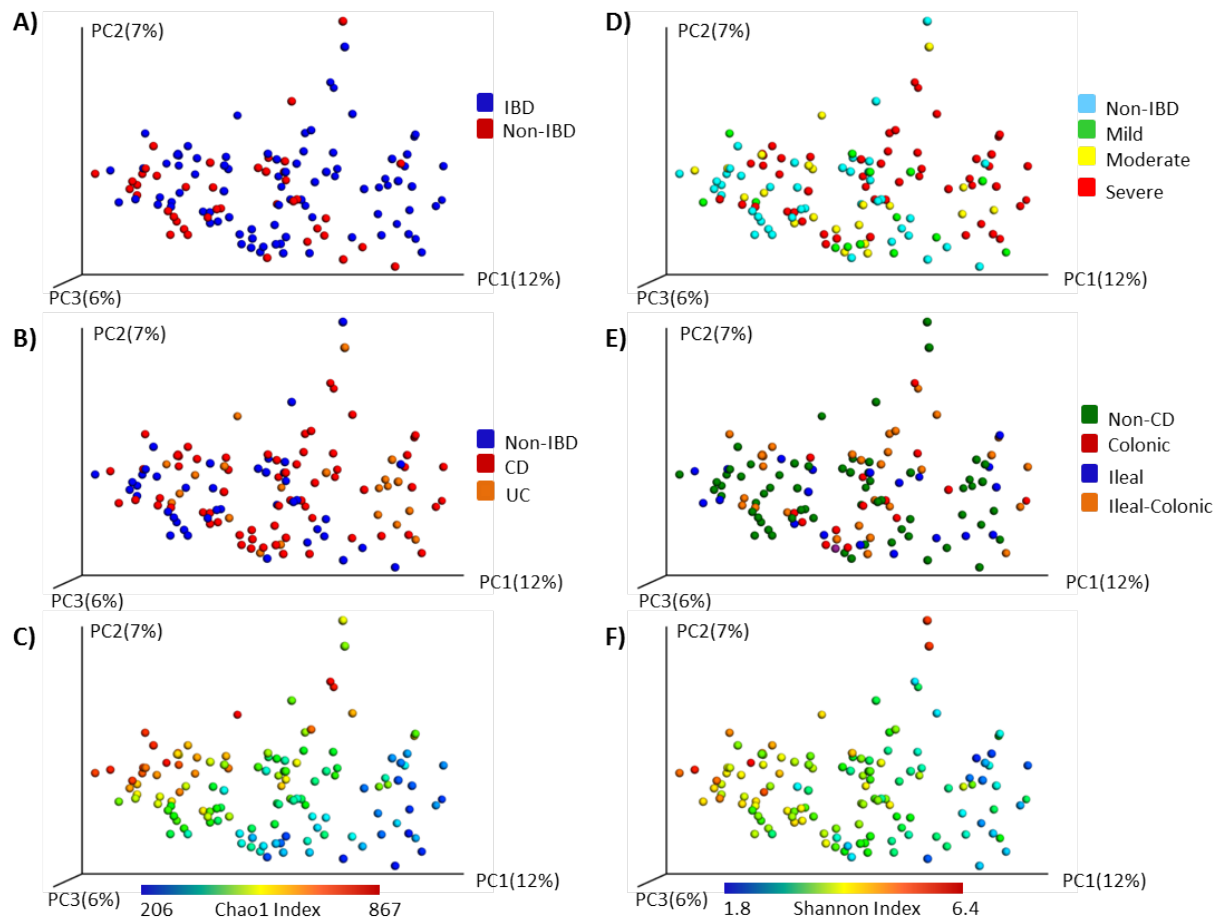 A)
PC2(7%)
IBD
Non-IBD
PC1(12%)
PC3(6%)
B)
PC2(7%)
Non-IBD
CD
UC
PC1(12%)
PC3(6%)
C)
PC2(7%)
PC1(12%)
PC3(6%)
206 Chao1 Index 867
D)
PC2(7%)
Non-IBD
Mild
Moderate
Severe
PC1(12%)
PC3(6%)
E)
PC2(7%)
Non-CD
Colonic
Ileal
Ileal-Colonic
PC1(12%)
PC3(6%)
F)
PC2(7%)
PC1(12%)
PC3(6%)
1.8 Shannon Index 6.4